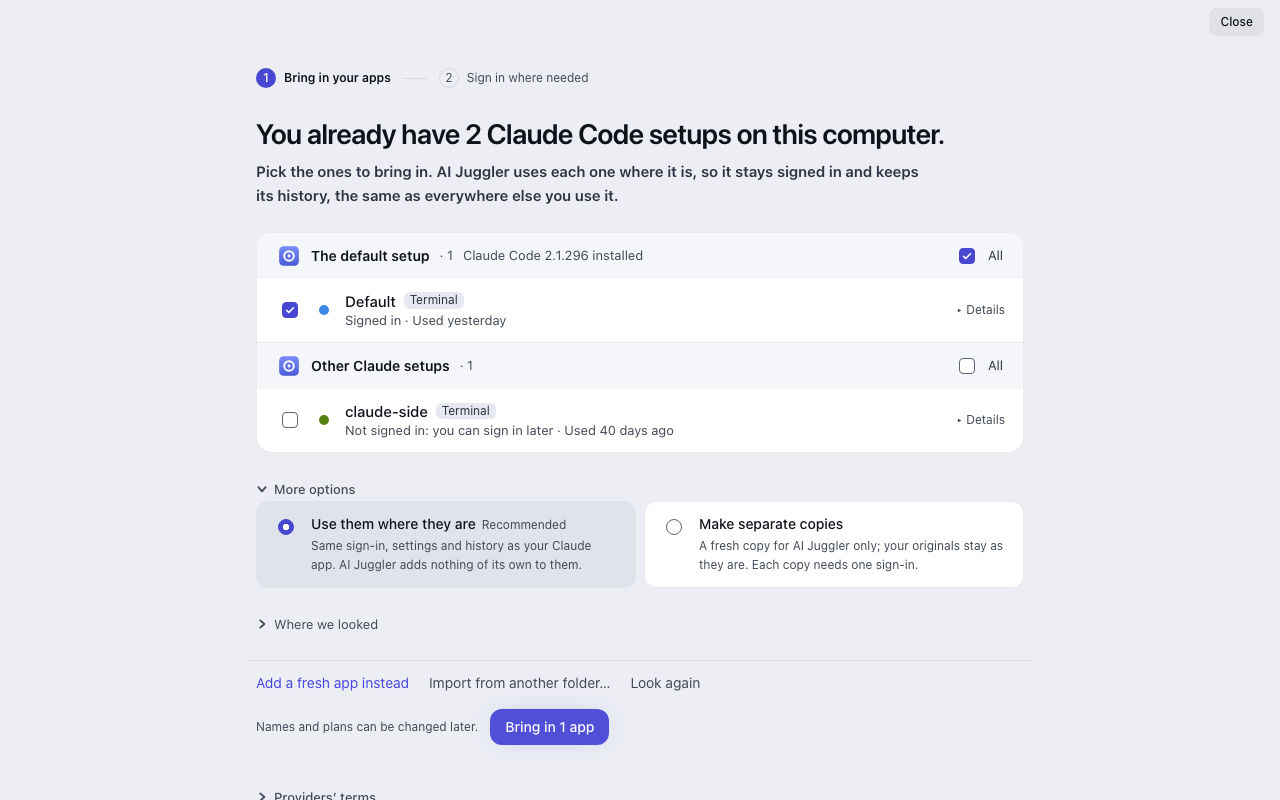 Close
1 Bring in your apps 2 Sign in where needed
You already have 2 Claude Code setups on this computer.
Pick the ones to bring in. AI Juggler uses each one where it is, so it stays signed in and keeps
its history, the same as everywhere else you use it.
The default setup · 1 Claude Code 2.1.296 installed All
Default Terminal
Signed in · Used yesterday
Details
Other Claude setups · 1 All
claude-side Terminal
Not signed in: you can sign in later · Used 40 days ago
Details
More options
Use them where they are Recommended
Same sign-in, settings and history as your Claude
app. AI Juggler adds nothing of its own to them.
Make separate copies
A fresh copy for AI Juggler only; your originals stay as
they are. Each copy needs one sign-in.
Where we looked
Add a fresh app instead Import from another folder... Look again
Names and plans can be changed later. Bring in 1 app
Providers’ terms